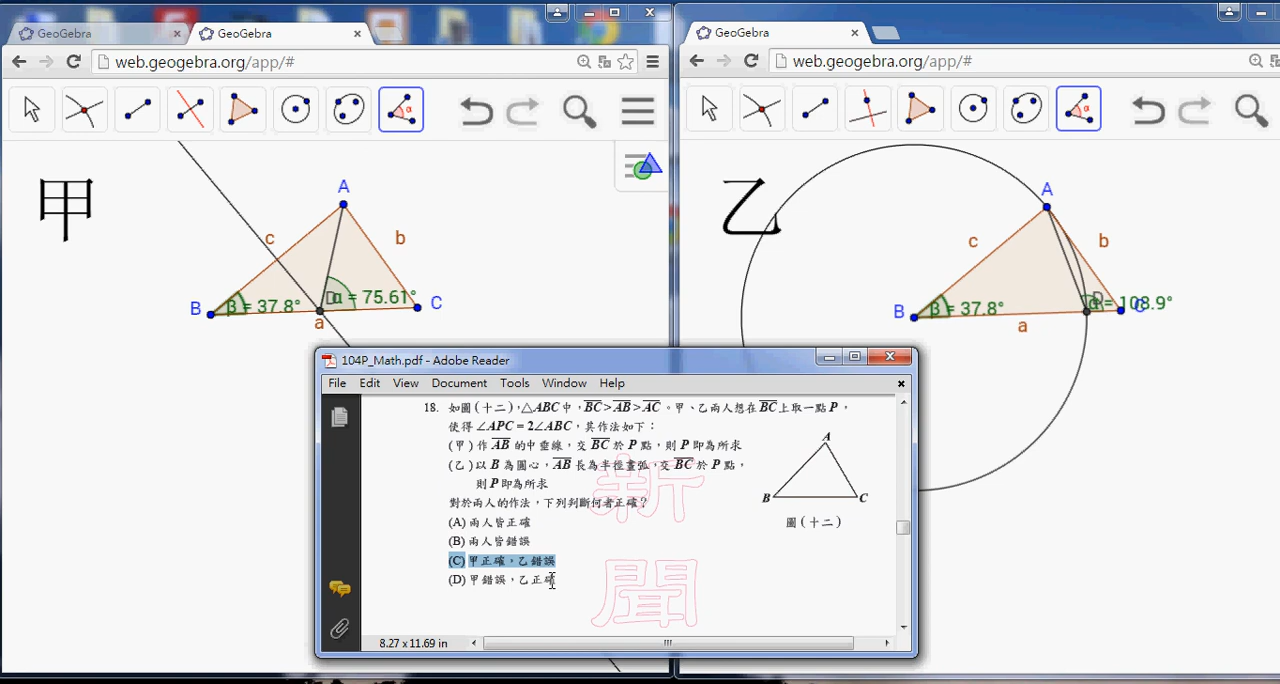 GeoGebra
GeoGebra
GeoGebra
web.geogebra.org/app/#
web.geogebra.org/app/#
甲
A
c
b
B
β = 37.8°
D
α = 75.61°
C
a
乙
A
c
b
B
β = 37.8°
D
α = 108.9°
C
a
104P_Math.pdf - Adobe Reader
File Edit View Document Tools Window Help
18. 如圖(十二),△ABC中,BC>AB>AC。甲、乙兩人想在BC上取一點P,
使得∠APC=2∠ABC,其作法如下:
(甲)作AB的中垂線,交BC於P點,則P即為所求
(乙)以B為圓心,AB長為半徑畫弧,交BC於P點,
則P即為所求
對於兩人的作法,下列判斷何者正確?
(A) 兩人皆正確
(B) 兩人皆錯誤
(C) 甲正確,乙錯誤
(D) 甲錯誤,乙正確
A
B
C
圖(十二)
新
聞
8.27 x 11.69 in